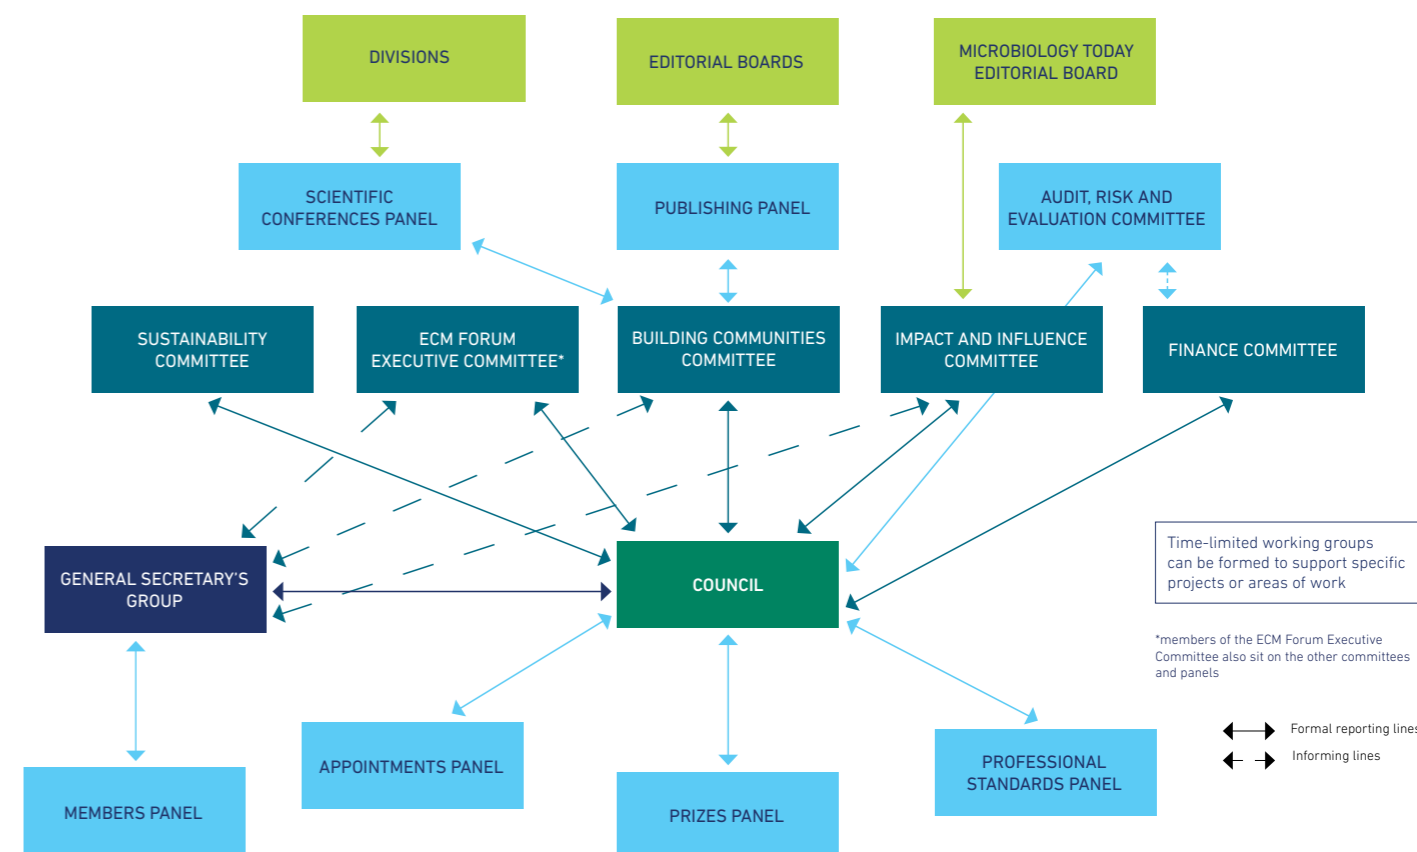 DIVISIONS
EDITORIAL BOARDS
MICROBIOLOGY TODAY
EDITORIAL BOARD
SCIENTIFIC
CONFERENCES PANEL
PUBLISHING PANEL
AUDIT, RISK AND
EVALUATION COMMITTEE
SUSTAINABILITY
COMMITTEE
ECM FORUM
EXECUTIVE COMMITTEE*
BUILDING COMMUNITIES
COMMITTEE
IMPACT AND INFLUENCE
COMMITTEE
FINANCE COMMITTEE
GENERAL SECRETARY'S
GROUP
COUNCIL
Time-limited working groups
can be formed to support specific
projects or areas of work
*members of the ECM Forum Executive
Committee also sit on the other committees
and panels
Formal reporting lines
Informing lines
MEMBERS PANEL
APPOINTMENTS PANEL
PRIZES PANEL
PROFESSIONAL
STANDARDS PANEL